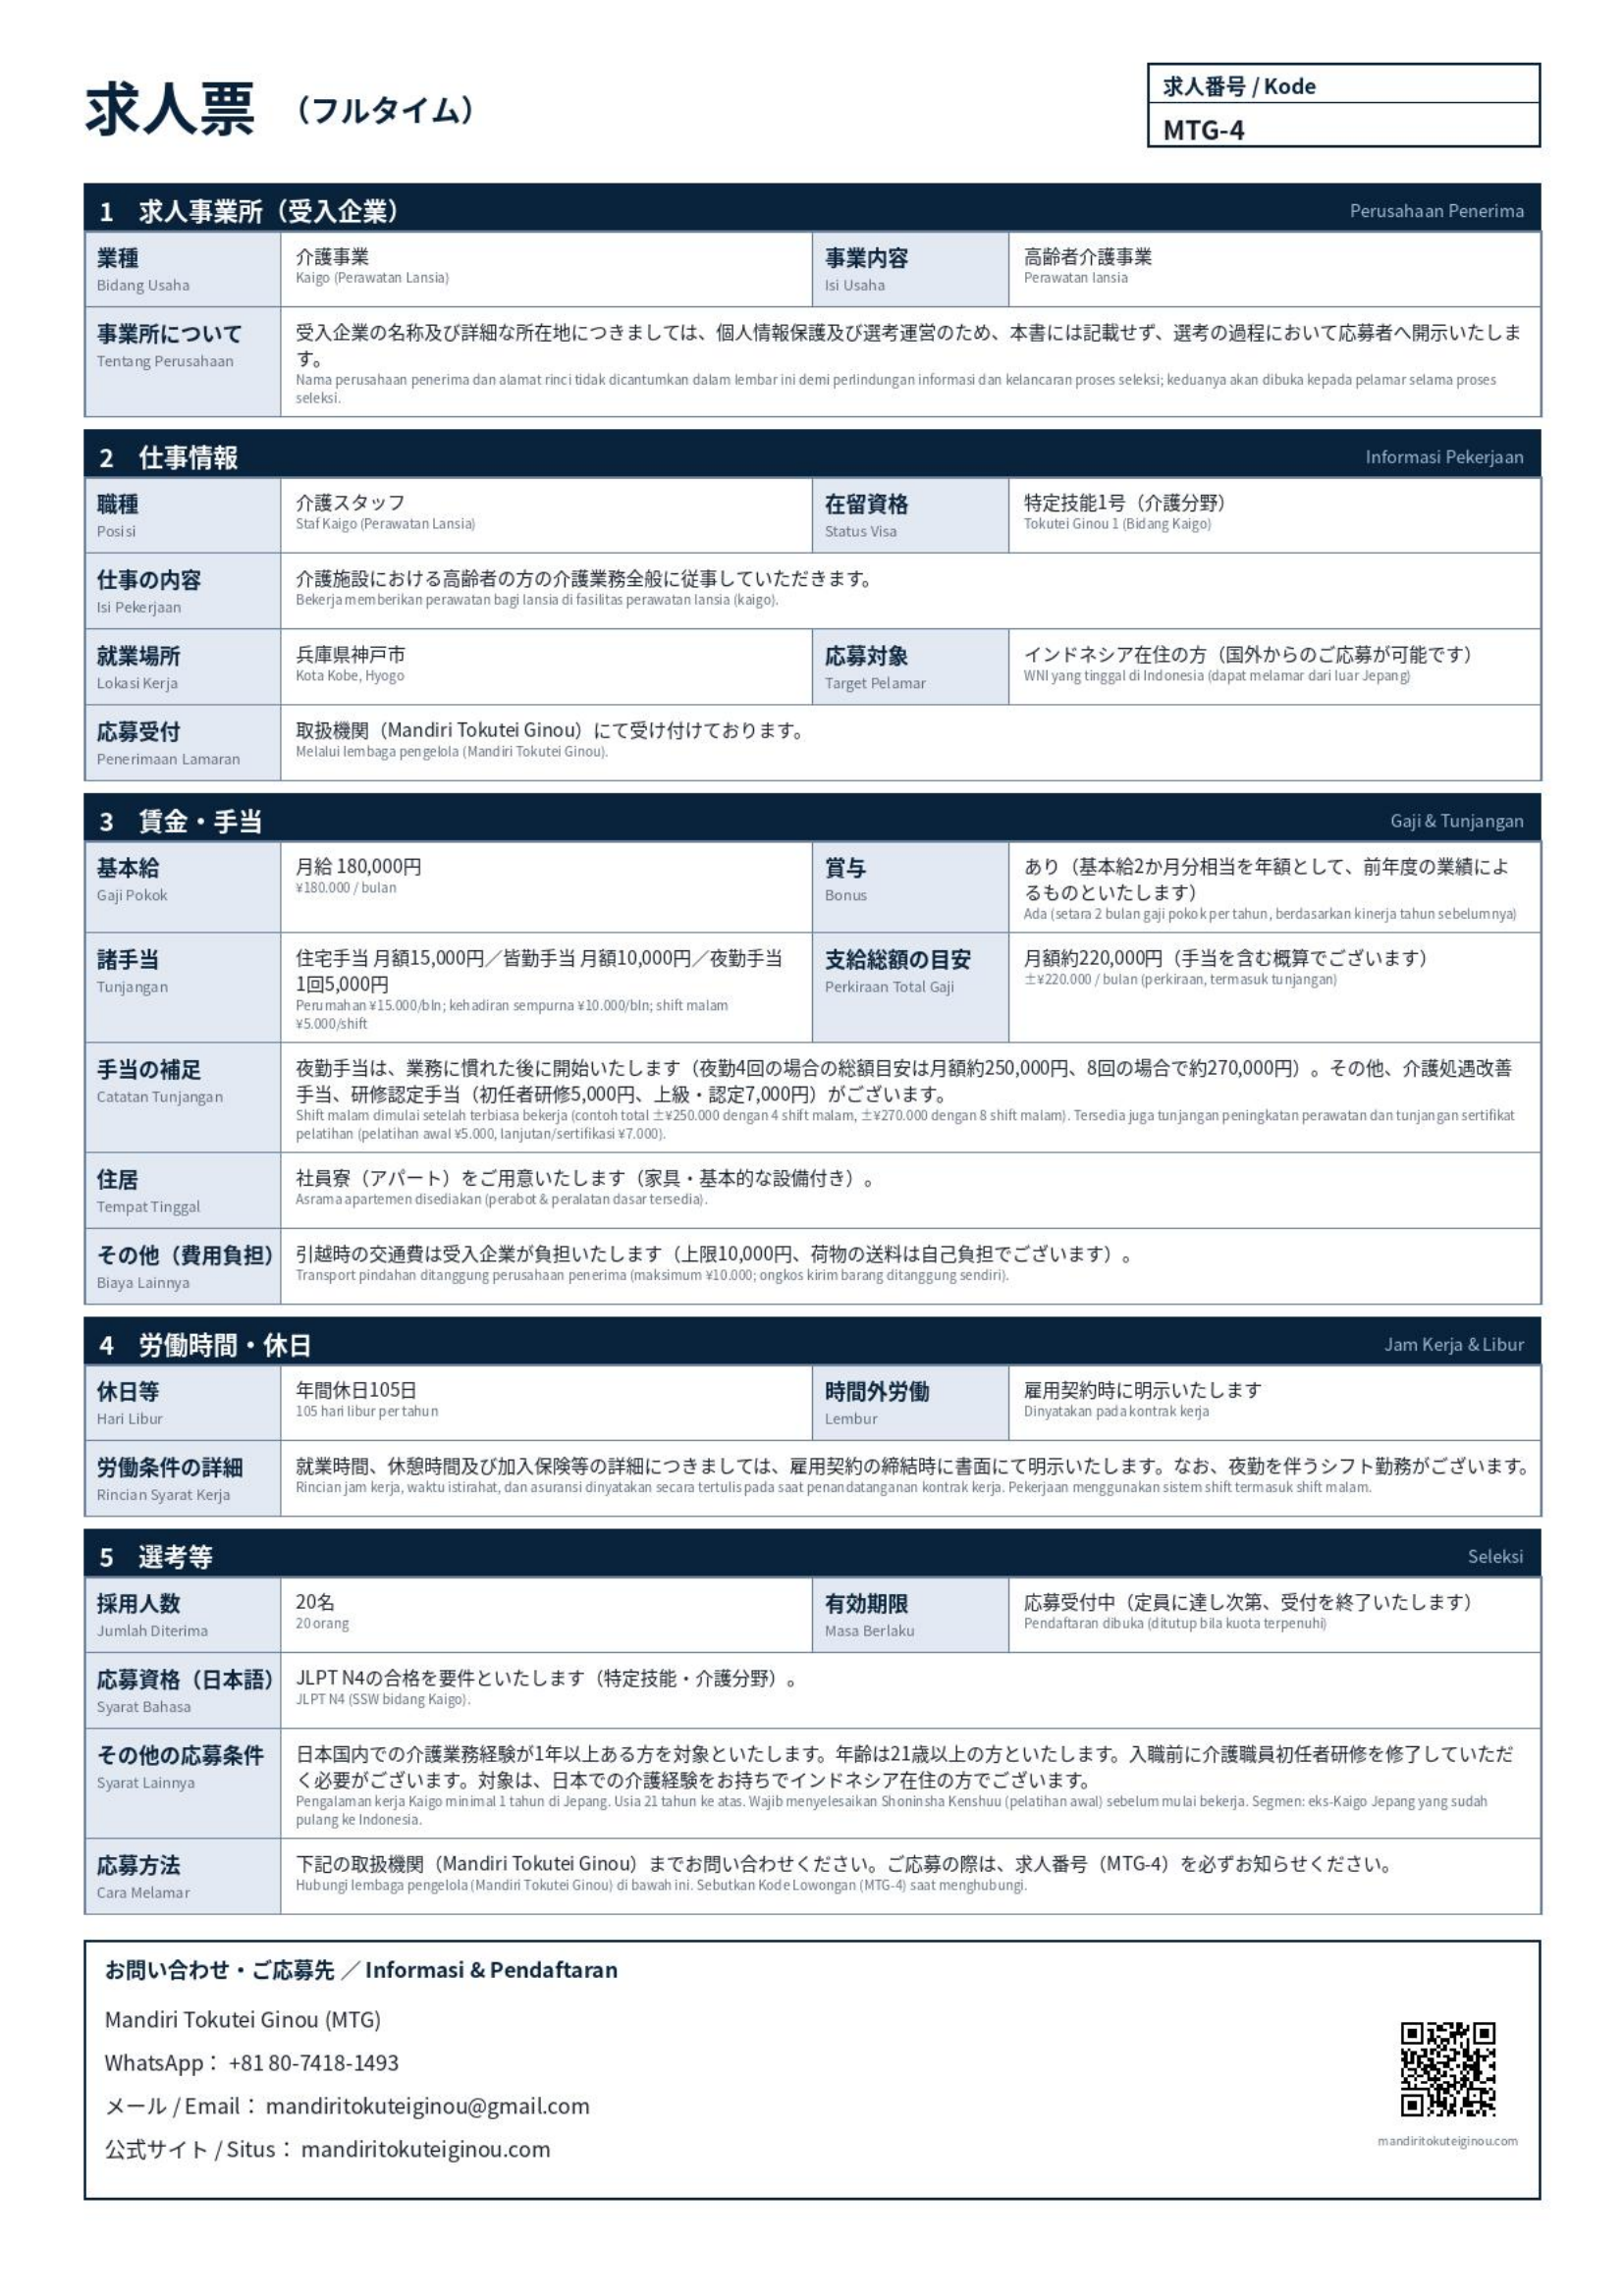 求人票 （フルタイム）
求人番号 / Kode
MTG-4
1 求人事業所（受入企業） Perusahaan Penerima
業種
Bidang Usaha
介護事業
Kaigo (Perawatan Lansia)
事業内容
Isi Usaha
高齢者介護事業
Perawatan lansia
事業所について
Tentang Perusahaan
受入企業の名称及び詳細な所在地につきましては、個人情報保護及び選考運営のため、本書には記載せず、選考の過程において応募者へ開示いたしま
す。
Nama perusahaan penerima dan alamat rinci tidak dicantumkan dalam lembar ini demi perlindungan informasi dan kelancaran proses seleksi; keduanya akan dibuka kepada pelamar selama proses
seleksi.
2 仕事情報 Informasi Pekerjaan
職種
Posisi
介護スタッフ
Staf Kaigo (Perawatan Lansia)
在留資格
Status Visa
特定技能1号（介護分野）
Tokutei Ginou 1 (Bidang Kaigo)
仕事の内容
Isi Pekerjaan
介護施設における高齢者の方の介護業務全般に従事していただきます。
Bekerja memberikan perawatan bagi lansia di fasilitas perawatan lansia (kaigo).
就業場所
Lokasi Kerja
兵庫県神戸市
Kota Kobe, Hyogo
応募対象
Target Pelamar
インドネシア在住の方（国外からのご応募が可能です）
WNI yang tinggal di Indonesia (dapat melamar dari luar Jepang)
応募受付
Penerimaan Lamaran
取扱機関（Mandiri Tokutei Ginou）にて受け付けております。
Melalui lembaga pengelola (Mandiri Tokutei Ginou).
3 賃金・手当 Gaji & Tunjangan
基本給
Gaji Pokok
月給 180,000円
¥180.000 / bulan
賞与
Bonus
あり（基本給2か月分相当を年額として、前年度の業績によ
るものといたします）
Ada (setara 2 bulan gaji pokok per tahun, berdasarkan kinerja tahun sebelumnya)
諸手当
Tunjangan
住宅手当 月額15,000円／皆勤手当 月額10,000円／夜勤手当
1回5,000円
Perumahan ¥15.000/bln; kehadiran sempurna ¥10.000/bln; shift malam
¥5.000/shift
支給総額の目安
Perkiraan Total Gaji
月額約220,000円（手当を含む概算でございます）
±¥220.000 / bulan (perkiraan, termasuk tunjangan)
手当の補足
Catatan Tunjangan
夜勤手当は、業務に慣れた後に開始いたします（夜勤4回の場合の総額目安は月額約250,000円、8回の場合で約270,000円）。その他、介護処遇改善
手当、研修認定手当（初任者研修5,000円、上級・認定7,000円）がございます。
Shift malam dimulai setelah terbiasa bekerja (contoh total ±¥250.000 dengan 4 shift malam, ±¥270.000 dengan 8 shift malam). Tersedia juga tunjangan peningkatan perawatan dan tunjangan sertifikat
pelatihan (pelatihan awal ¥5.000, lanjutan/sertifikasi ¥7.000).
住居
Tempat Tinggal
社員寮（アパート）をご用意いたします（家具・基本的な設備付き）。
Asrama apartemen disediakan (perabot & peralatan dasar tersedia).
その他（費用負担）
Biaya Lainnya
引越時の交通費は受入企業が負担いたします（上限10,000円、荷物の送料は自己負担でございます）。
Transport pindahan ditanggung perusahaan penerima (maksimum ¥10.000; ongkos kirim barang ditanggung sendiri).
4 労働時間・休日 Jam Kerja & Libur
休日等
Hari Libur
年間休日105日
105 hari libur per tahun
時間外労働
Lembur
雇用契約時に明示いたします
Dinyatakan pada kontrak kerja
労働条件の詳細
Rincian Syarat Kerja
就業時間、休憩時間及び加入保険等の詳細につきましては、雇用契約の締結時に書面にて明示いたします。なお、夜勤を伴うシフト勤務がございます。
Rincian jam kerja, waktu istirahat, dan asuransi dinyatakan secara tertulis pada saat penandatanganan kontrak kerja. Pekerjaan menggunakan sistem shift termasuk shift malam.
5 選考等 Seleksi
採用人数
Jumlah Diterima
20名
20 orang
有効期限
Masa Berlaku
応募受付中（定員に達し次第、受付を終了いたします）
Pendaftaran dibuka (ditutup bila kuota terpenuhi)
応募資格（日本語）
Syarat Bahasa
JLPT N4の合格を要件といたします（特定技能・介護分野）。
JLPT N4 (SSW bidang Kaigo).
その他の応募条件
Syarat Lainnya
日本国内での介護業務経験が1年以上ある方を対象といたします。年齢は21歳以上の方といたします。入職前に介護職員初任者研修を修了していただ
く必要がございます。対象は、日本での介護経験をお持ちでインドネシア在住の方でございます。
Pengalaman kerja Kaigo minimal 1 tahun di Jepang. Usia 21 tahun ke atas. Wajib menyelesaikan Shoninsha Kenshuu (pelatihan awal) sebelum mulai bekerja. Segmen: eks-Kaigo Jepang yang sudah
pulang ke Indonesia.
応募方法
Cara Melamar
下記の取扱機関（Mandiri Tokutei Ginou）までお問い合わせください。ご応募の際は、求人番号（MTG-4）を必ずお知らせください。
Hubungi lembaga pengelola (Mandiri Tokutei Ginou) di bawah ini. Sebutkan Kode Lowongan (MTG-4) saat menghubungi.
お問い合わせ・ご応募先 ／ Informasi & Pendaftaran
Mandiri Tokutei Ginou (MTG)
WhatsApp： +81 80-7418-1493
メール / Email： mandiritokuteiginou@gmail.com
公式サイト / Situs： mandiritokuteiginou.com
mandiritokuteiginou.com